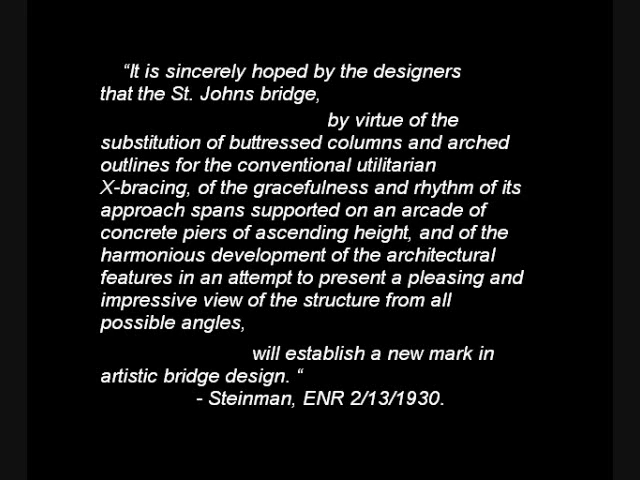 “It is sincerely hoped by the designers
that the St. Johns bridge,
by virtue of the
substitution of buttressed columns and arched
outlines for the conventional utilitarian
X-bracing, of the gracefulness and rhythm of its
approach spans supported on an arcade of
concrete piers of ascending height, and of the
harmonious development of the architectural
features in an attempt to present a pleasing and
impressive view of the structure from all
possible angles,
will establish a new mark in
artistic bridge design. “
- Steinman, ENR 2/13/1930.